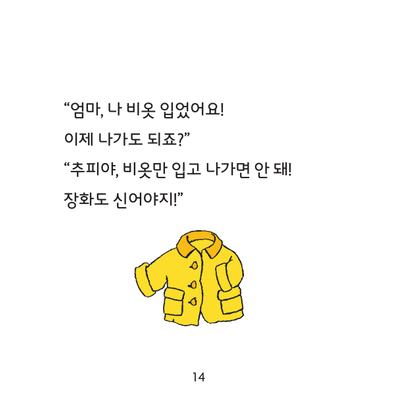 “엄마, 나 비옷 입었어요!
이제 나가도 되죠?”
“추피야, 비옷만 입고 나가면 안 돼!
장화도 신어야지!”
14